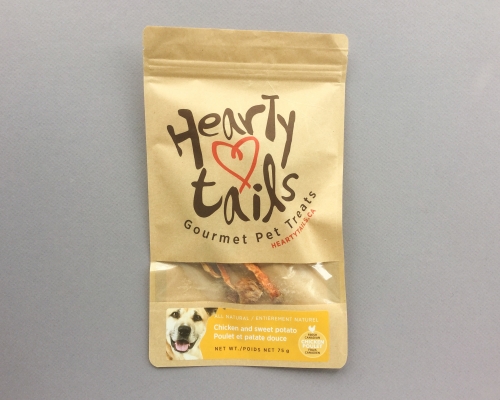 Hearty
tails
Gourmet Pet Treats
HEARTYTAILS.CA
ALL NATURAL / ENTIÈREMENT NATUREL
Chicken and sweet potato
Poulet et patate douce
NET WT./POIDS NET 75 g